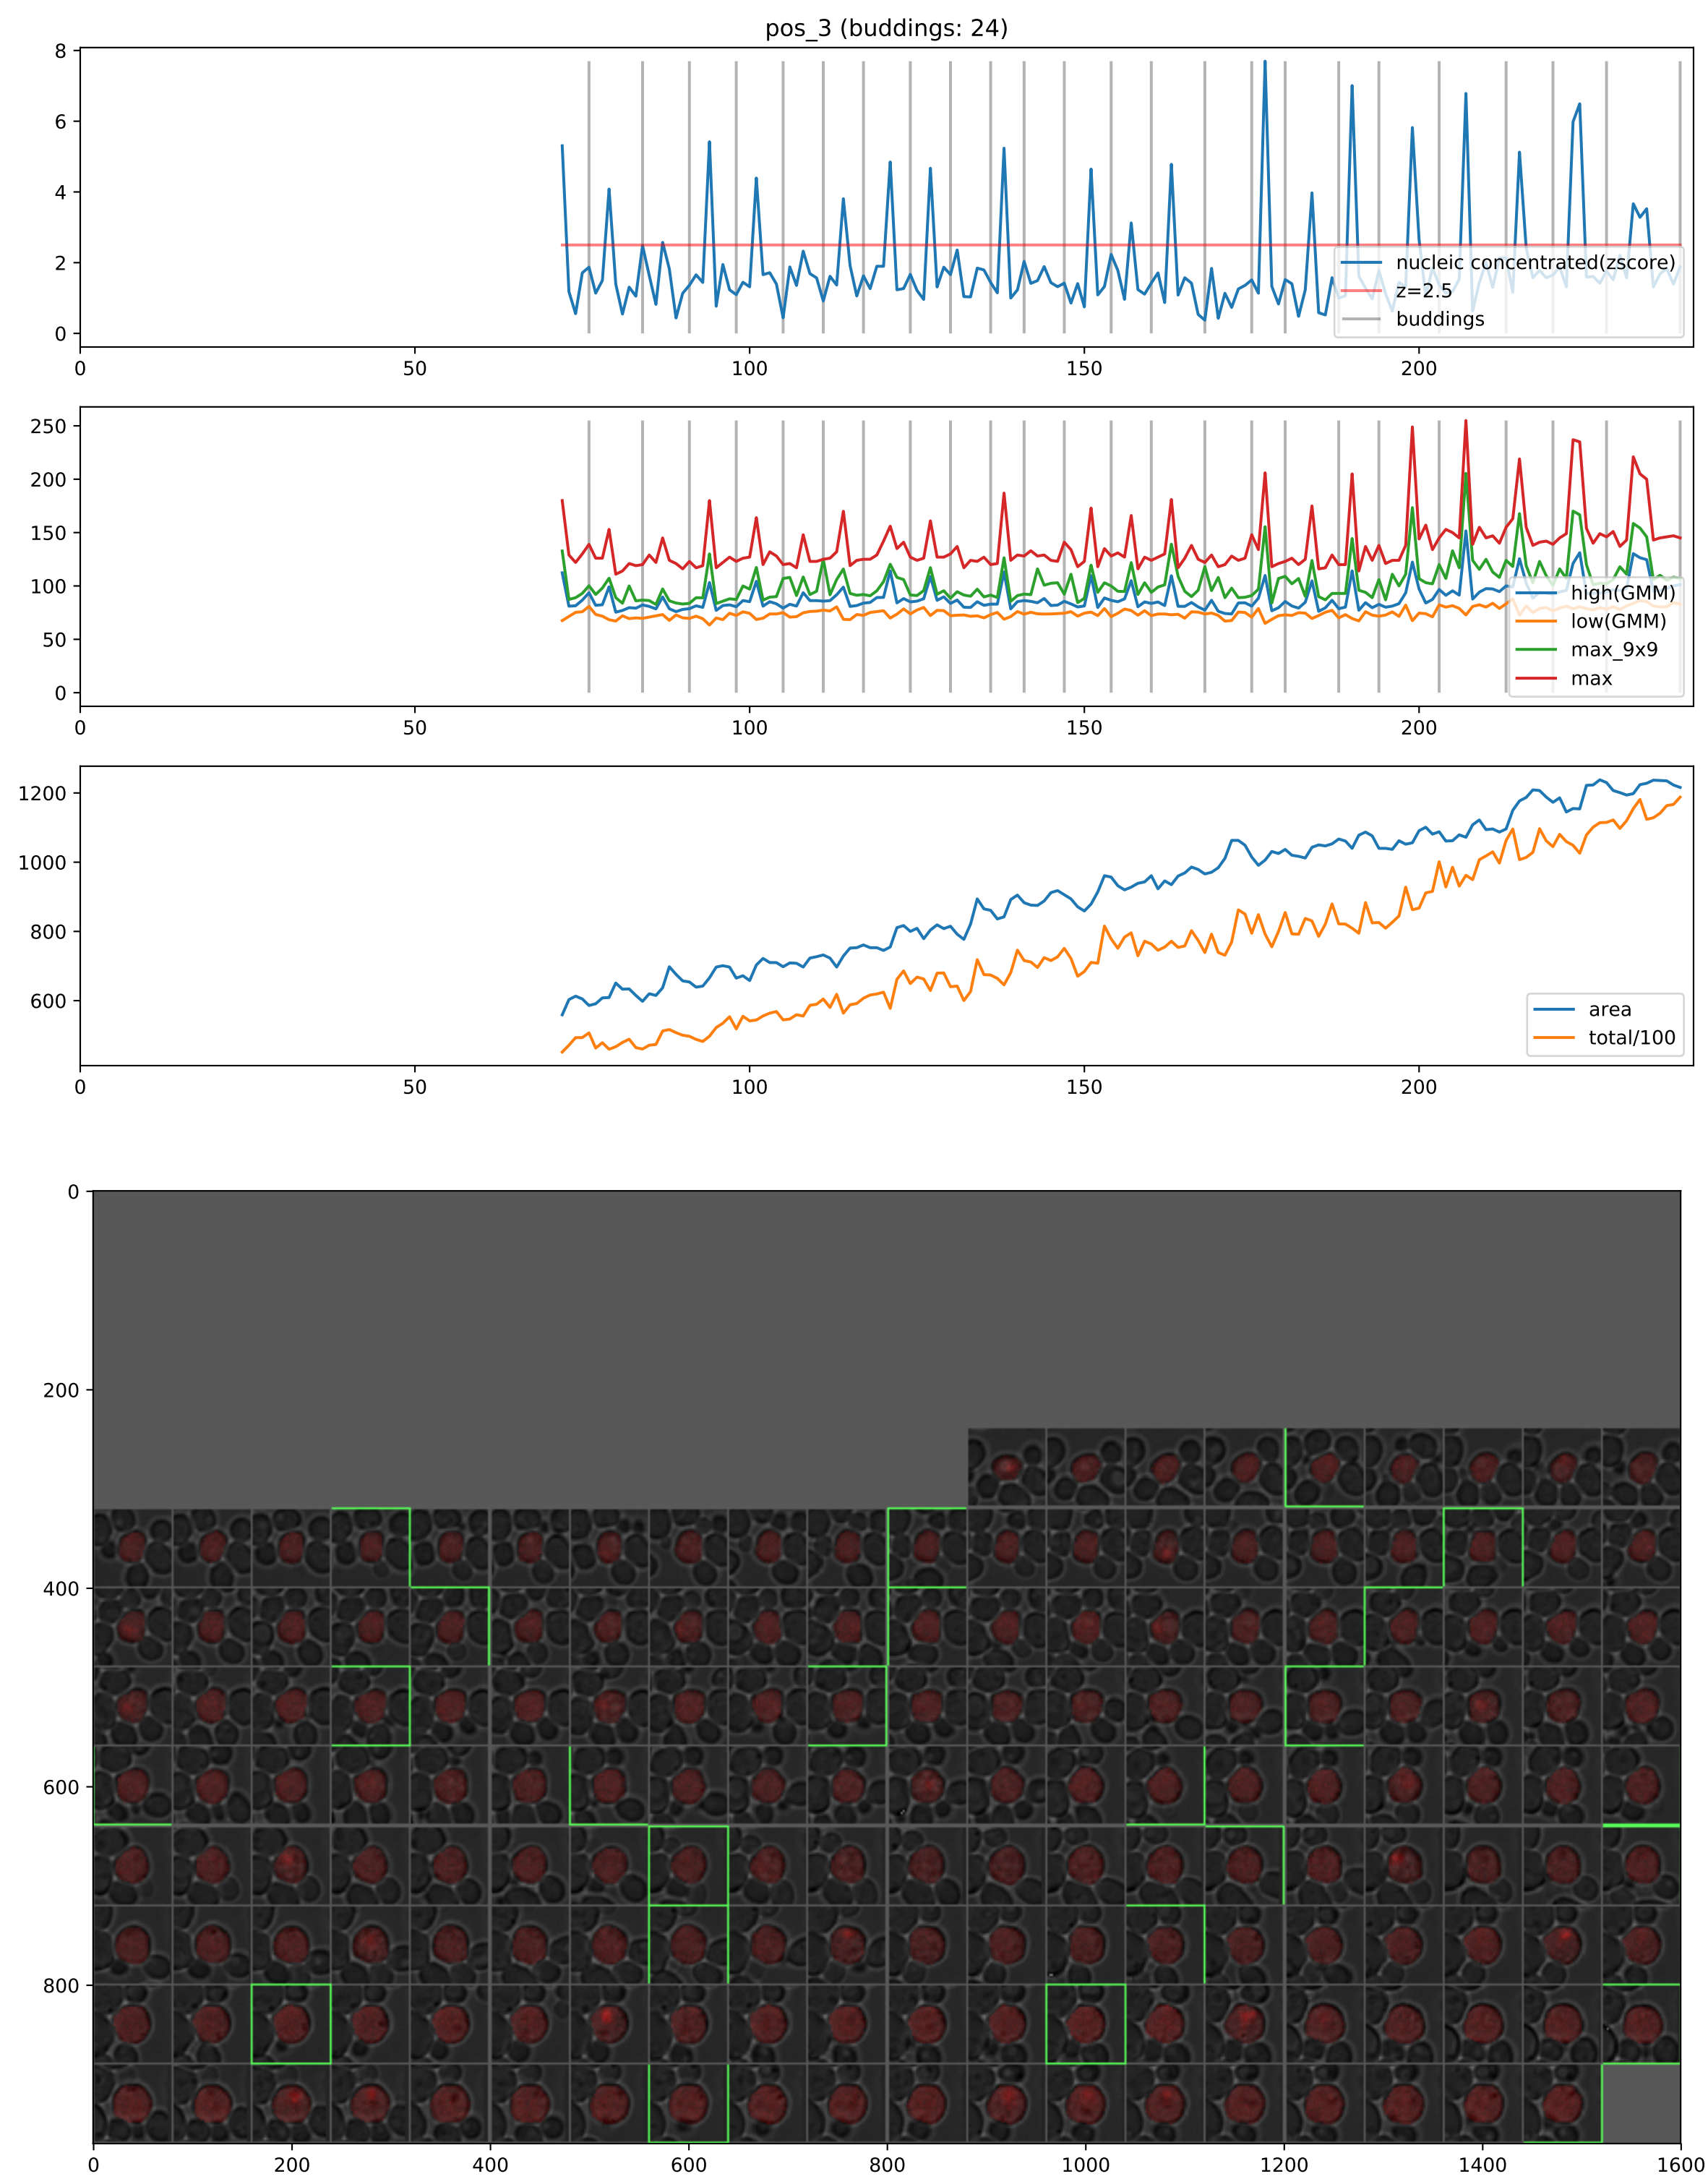 pos_3 (buddings: 24)
8
6
4
2
0
nucleic concentrated(zscore)
z=2.5
buddings
0 50 100 150 200
250
200
150
100
50
0
high(GMM)
low(GMM)
max_9x9
max
0 50 100 150 200
1200
1000
800
600
area
total/100
0 50 100 150 200
0
200
400
600
800
0 200 400 600 800 1000 1200 1400 1600